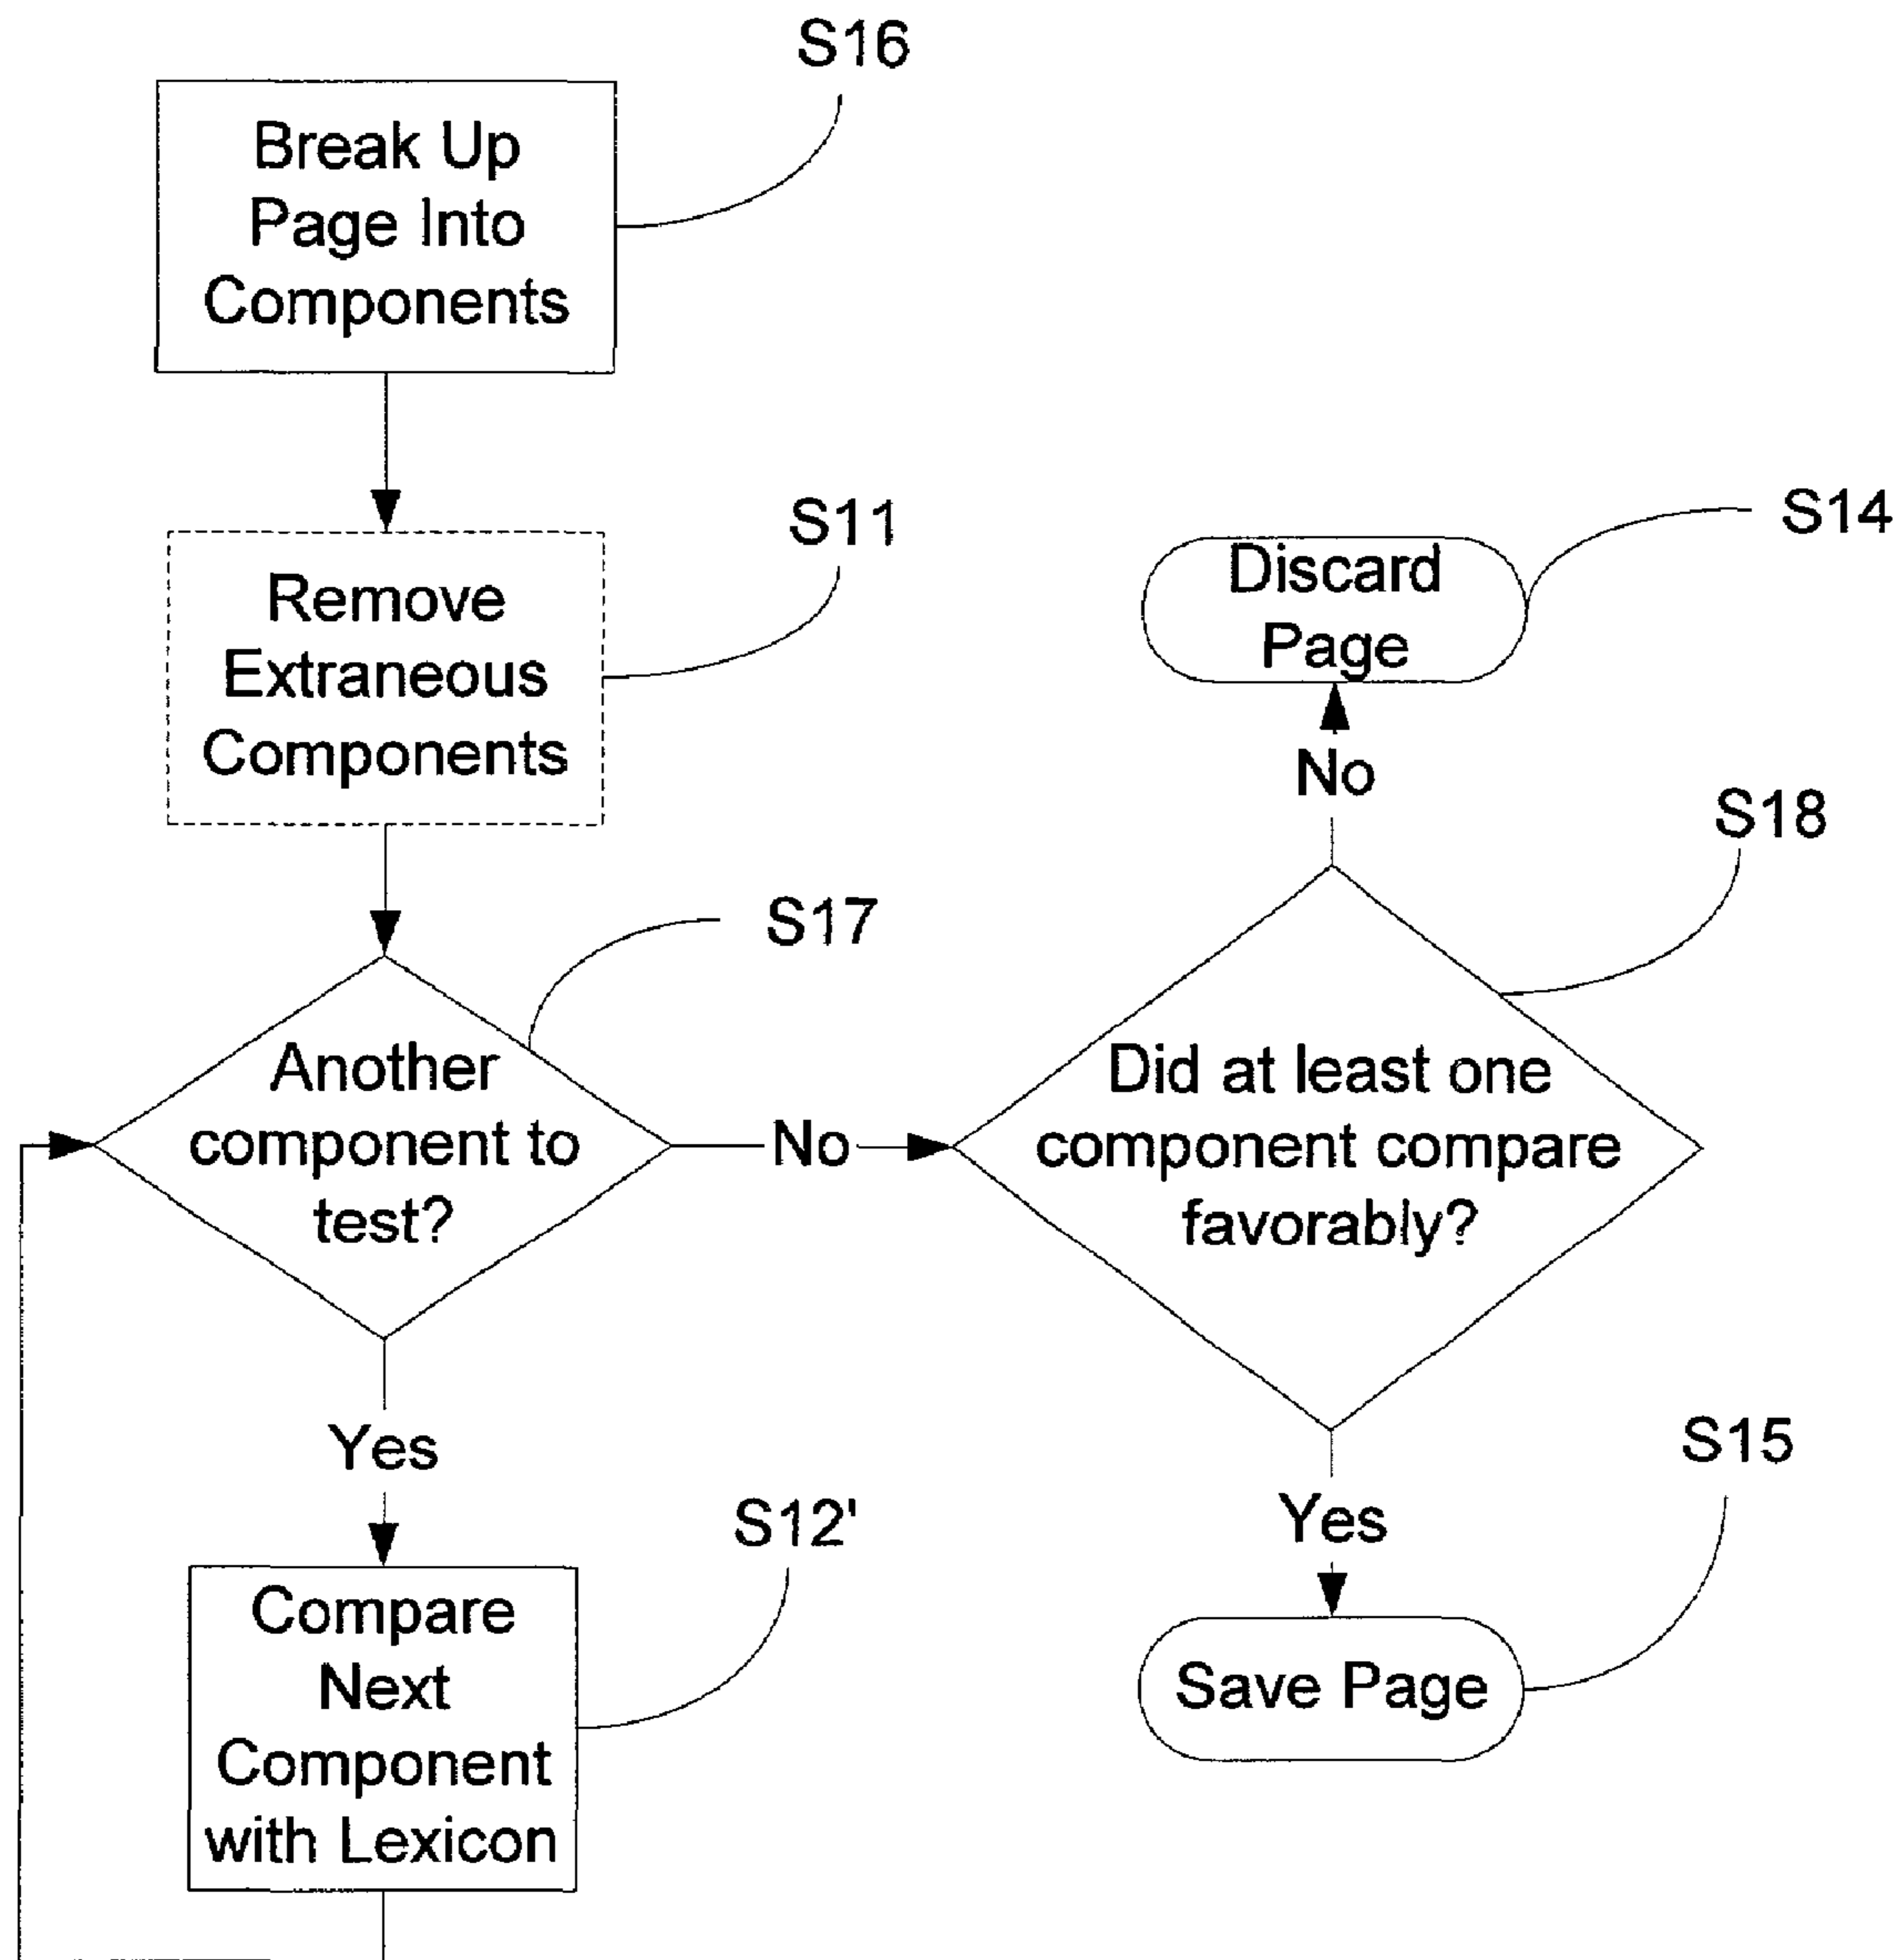 S16
Break Up
Page Into
Components
S11
Remove
Extraneous
Components
S17
Another
component to
test?
No
Yes
S12'
Compare
Next
Component
with Lexicon
S14
Discard
Page
No
S18
Did at least one
component compare
favorably?
Yes
S15
Save Page